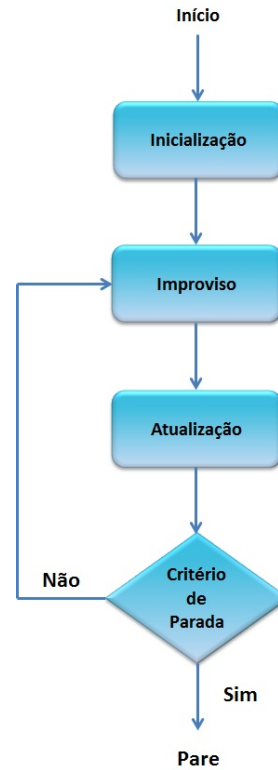 Início
Inicialização
Improviso
Atualização
Critério
de
Parada
Não
Sim
Pare